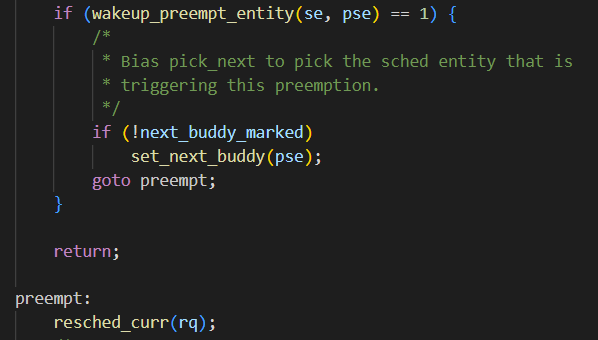 if (wakeup_preempt_entity(se, pse) == 1) {
/*
* Bias pick_next to pick the sched entity that is
* triggering this preemption.
*/
if (!next_buddy_marked)
set_next_buddy(pse);
goto preempt;
}
return;
preempt:
resched_curr(rq);